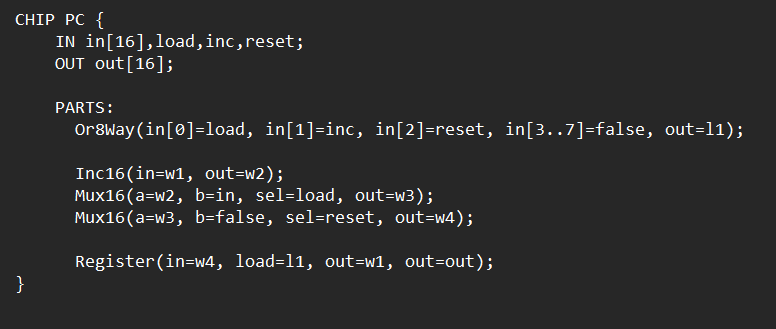 CHIP PC {
    IN in[16],load,inc,reset;
    OUT out[16];
    PARTS:
      Or8Way(in[0]=load, in[1]=inc, in[2]=reset, in[3..7]=false, out=l1);
      Inc16(in=w1, out=w2);
      Mux16(a=w2, b=in, sel=load, out=w3);
      Mux16(a=w3, b=false, sel=reset, out=w4);
      Register(in=w4, load=l1, out=w1, out=out);
}